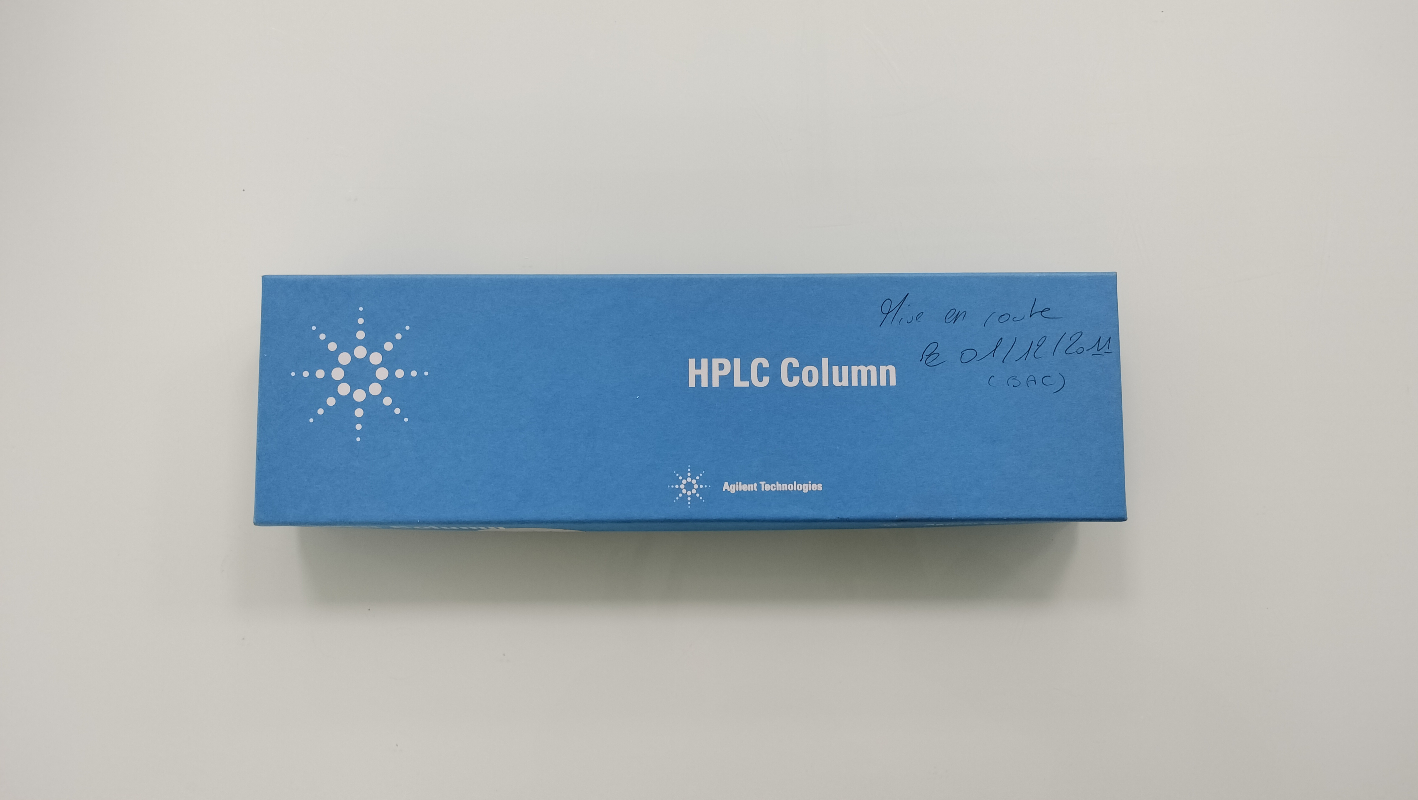 Mise en route
HPLC Column
le 01/12/2011
(BAC)
Agilent Technologies